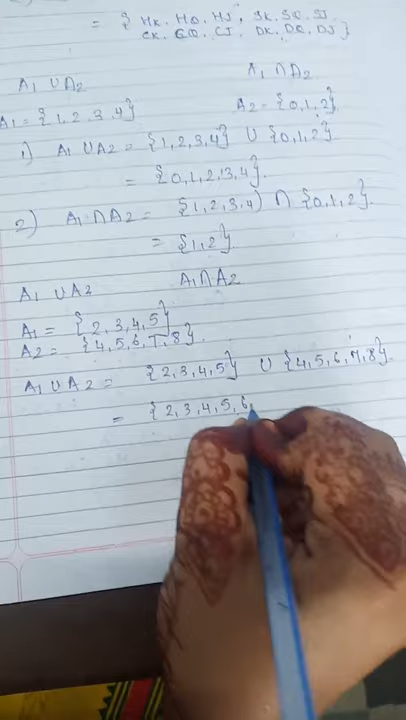 = { HK, HQ, HJ, SK, SQ, SJ,
CK, CQ, CJ, DK, DQ, DJ }
A1 ∪ A2 A1 ∩ A2
A1 = {1,2,3,4} A2 = {0,1,2}
1) A1 ∪ A2 = {1,2,3,4} ∪ {0,1,2}
= {0,1,2,3,4}.
2) A1 ∩ A2 = {1,2,3,4) ∩ {0,1,2}.
= {1,2}
A1 ∪ A2 A1 ∩ A2
A1 = {2,3,4,5}
A2 = {4,5,6,7,8}.
A1 ∪ A2 = {2,3,4,5} ∪ {4,5,6,7,8}.
= {2,3,4,5,6,